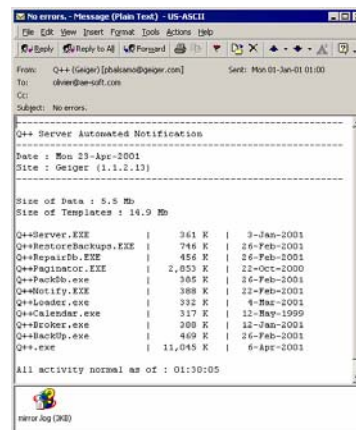 No errors. - Message (Plain Text) - US-ASCII
File Edit View Insert Format Tools Actions Help
Reply Reply to All Forward
From: Q++ (Geiger) [pbalsamo@geiger.com] Sent: Mon 01-Jan-01 01:00
To: olivier@ae-soft.com
Cc:
Subject: No errors.
Q++ Server Automated Notification
Date : Mon 23-Apr-2001
Site : Geiger (1.1.2.13)
Size of Data : 5.5 Mb
Size of Templates : 14.9 Mb
Q++Server.EXE | 361 K | 3-Jan-2001
Q++RestoreBackups.EXE | 746 K | 26-Feb-2001
Q++RepairDb.EXE | 456 K | 26-Feb-2001
Q++Paginator.EXE | 2,853 K | 22-Oct-2000
Q++PackDb.exe | 385 K | 26-Feb-2001
Q++Notify.EXE | 388 K | 22-Feb-2001
Q++Loader.exe | 332 K | 4-Mar-2001
Q++Calendar.exe | 317 K | 12-May-1999
Q++Broker.exe | 308 K | 12-Jan-2001
Q++BackUp.exe | 469 K | 26-Feb-2001
Q++.exe | 11,045 K | 6-Apr-2001
All activity normal as of : 01:30:05
mirror.log (3KB)